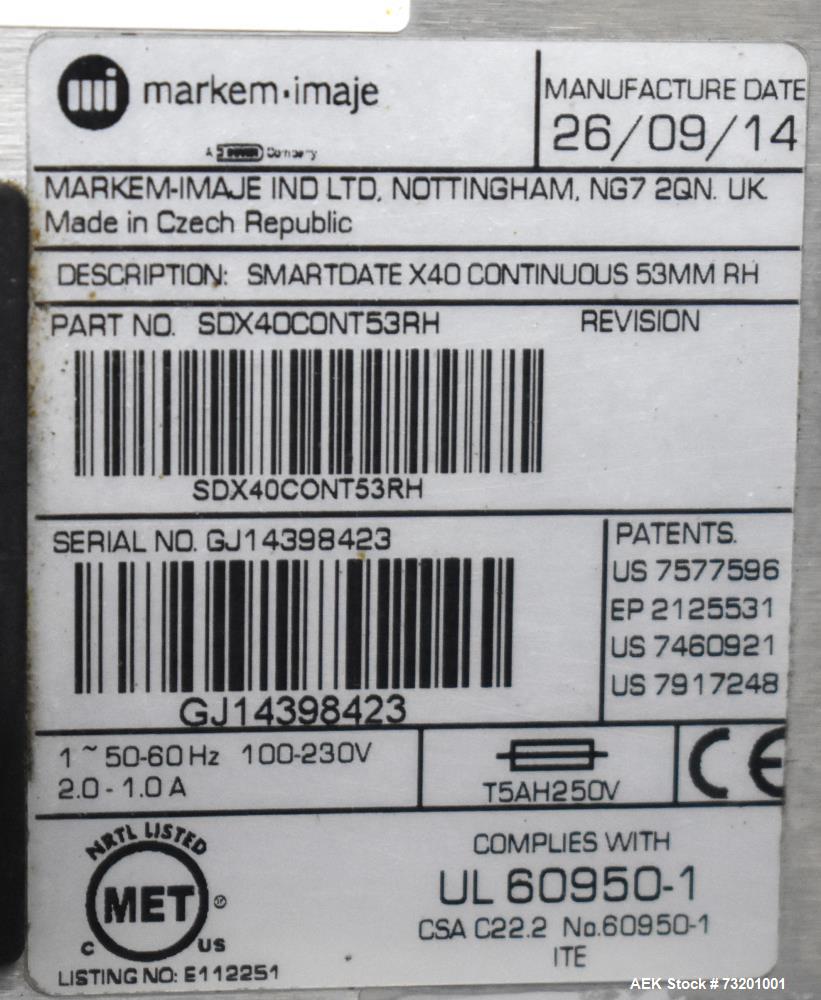 mi markem·imaje
A DOVER Company
MANUFACTURE DATE
26/09/14
MARKEM-IMAJE IND LTD, NOTTINGHAM, NG7 2QN. UK
Made in Czech Republic
DESCRIPTION: SMARTDATE X40 CONTINUOUS 53MM RH
PART NO. SDX40CONT53RH
REVISION
SDX40CONT53RH
SERIAL NO. GJ14398423
GJ14398423
PATENTS.
US 7577596
EP 2125531
US 7460921
US 7917248
1 ~ 50-60 Hz 100-230V
2.0 - 1.0 A
T5AH250V
CE
NRTL LISTED
MET
C US
LISTING NO: E112251
COMPLIES WITH
UL 60950-1
CSA C22.2 No.60950-1
ITE
AEK Stock # 73201001